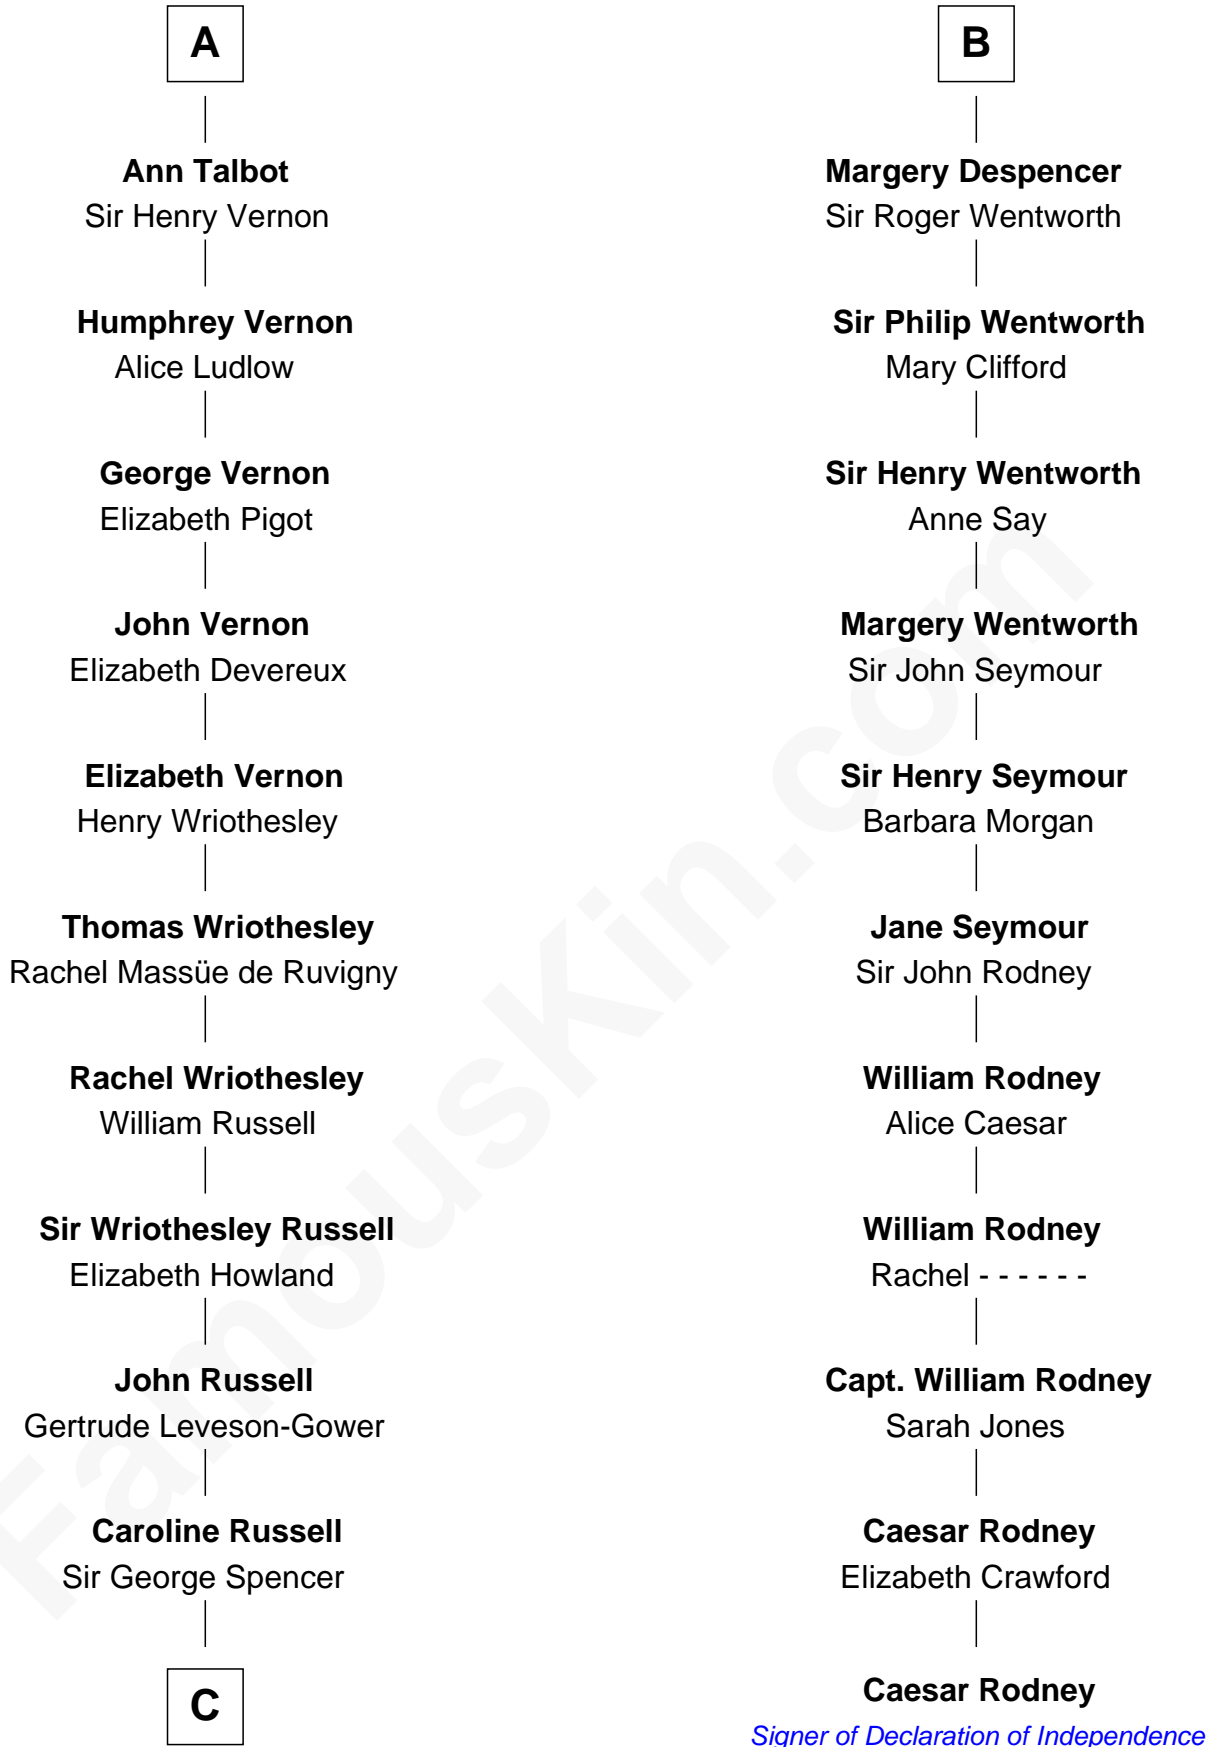 A
Ann Talbot
Sir Henry Vernon
Humphrey Vernon
Alice Ludlow
George Vernon
Elizabeth Pigot
John Vernon
Elizabeth Devereux
Elizabeth Vernon
Henry Wriothesley
Thomas Wriothesley
Rachel Massüe de Ruvigny
Rachel Wriothesley
William Russell
Sir Wriothesley Russell
Elizabeth Howland
John Russell
Gertrude Leveson-Gower
Caroline Russell
Sir George Spencer
C
B
Margery Despencer
Sir Roger Wentworth
Sir Philip Wentworth
Mary Clifford
Sir Henry Wentworth
Anne Say
Margery Wentworth
Sir John Seymour
Sir Henry Seymour
Barbara Morgan
Jane Seymour
Sir John Rodney
William Rodney
Alice Caesar
William Rodney
Rachel - - - - - -
Capt. William Rodney
Sarah Jones
Caesar Rodney
Elizabeth Crawford
Caesar Rodney
Signer of Declaration of Independence
FamousKin.com